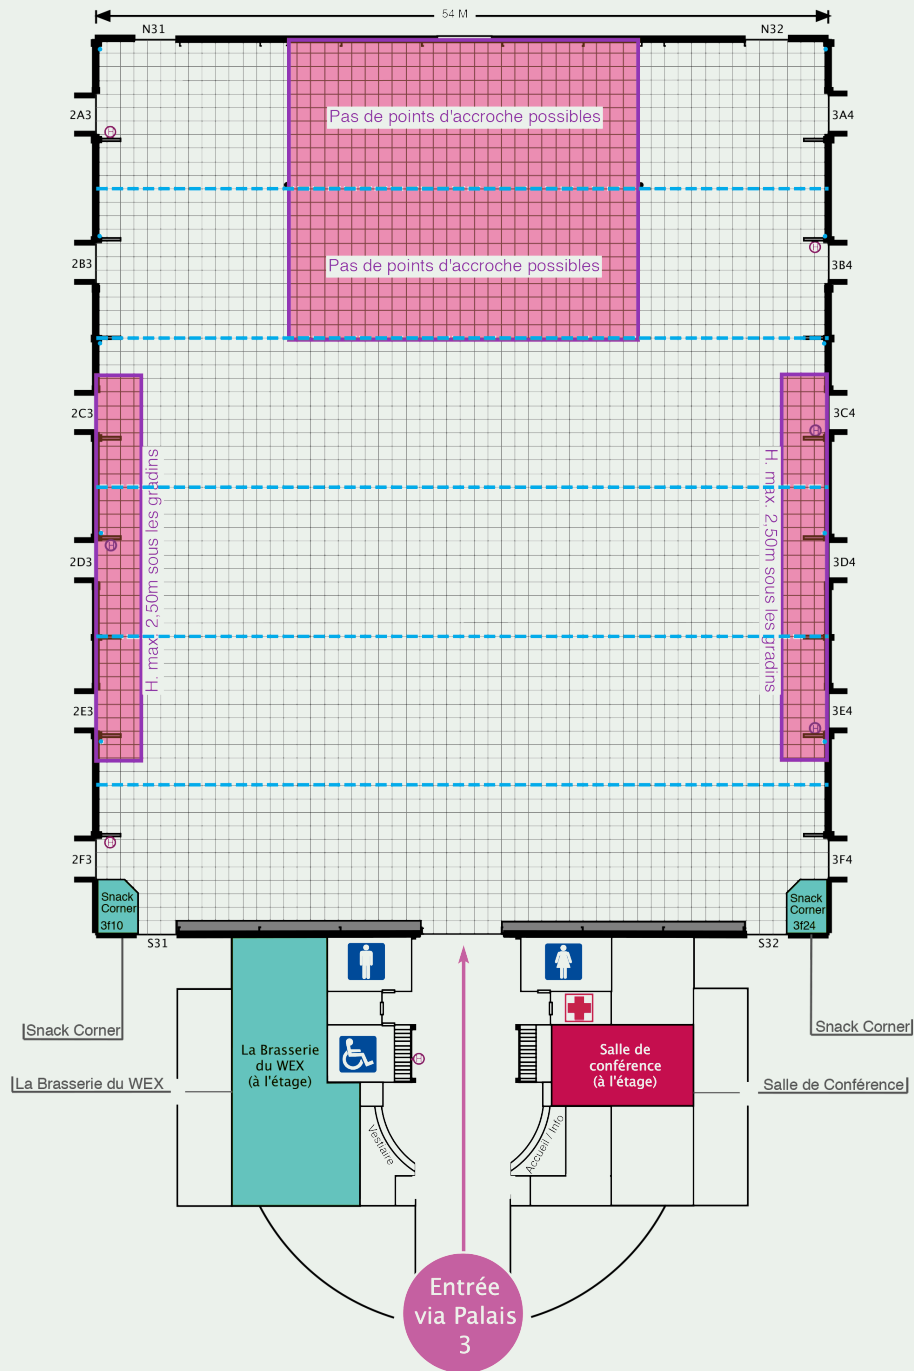 54 M
N31
N32
2A3
Pas de points d'accroche possibles
3A4
H
H
2B3
Pas de points d'accroche possibles
3B4
2C3
3C4
H
H. max. 2,50m sous les gradins
H. max. 2,50m sous les gradins
H
2D3
3D4
2E3
3E4
H
H
2F3
3F4
Snack
Corner
3f10
Snack
Corner
3f24
S31
S32
Snack Corner
Snack Corner
La Brasserie
du WEX
(à l'étage)
H
Salle de
conférence
(à l'étage)
La Brasserie du WEX
Salle de Conférence
Vestiaire
Accueil / Info
Entrée
via Palais
3